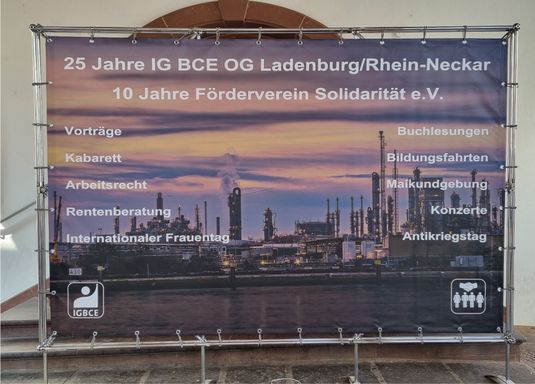 25 Jahre IG BCE OG Ladenburg/Rhein-Neckar
10 Jahre Förderverein Solidarität e.V.
Vorträge
Kabarett
Arbeitsrecht
Rentenberatung
Internationaler Frauentag
Buchlesungen
Bildungsfahrten
Maikundgebung
Konzerte
Antikriegstag
IGBCE